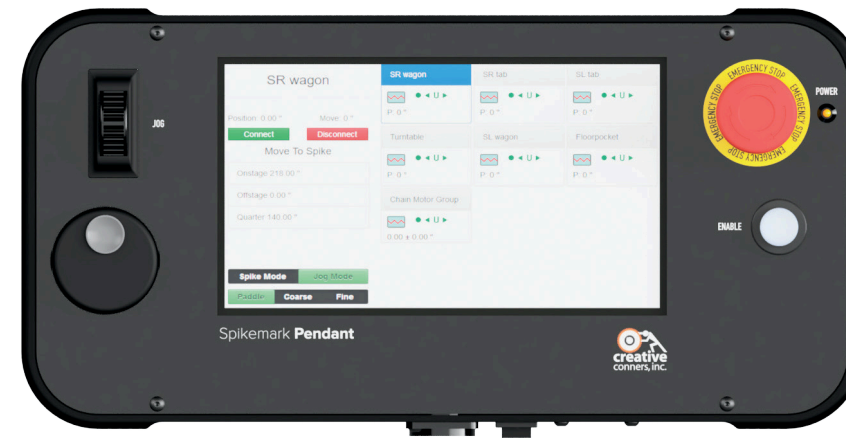 JOG
SR wagon
Position: 0.00 " Move: 0 "
Connect Disconnect
Move To Spike
Onstage 210.00 "
Offstage 0.00 "
Quarter 140.00 "
Spike Mode Jog Mode
Paddle Coarse Fine
SR wagon SR tab SL tab
U U U
P: 0 " P: 0 " P: 0 "
Turntable SL wagon Floorpocket
U U U
P: 0 " P: 0 " P: 0 "
Chain Motor Group
U
0.00 ± 0.00 "
EMERGENCY STOP
EMERGENCY STOP
EMERGENCY STOP
EMERGENCY STOP
POWER
ENABLE
Spikemark Pendant
creative
conners, inc.